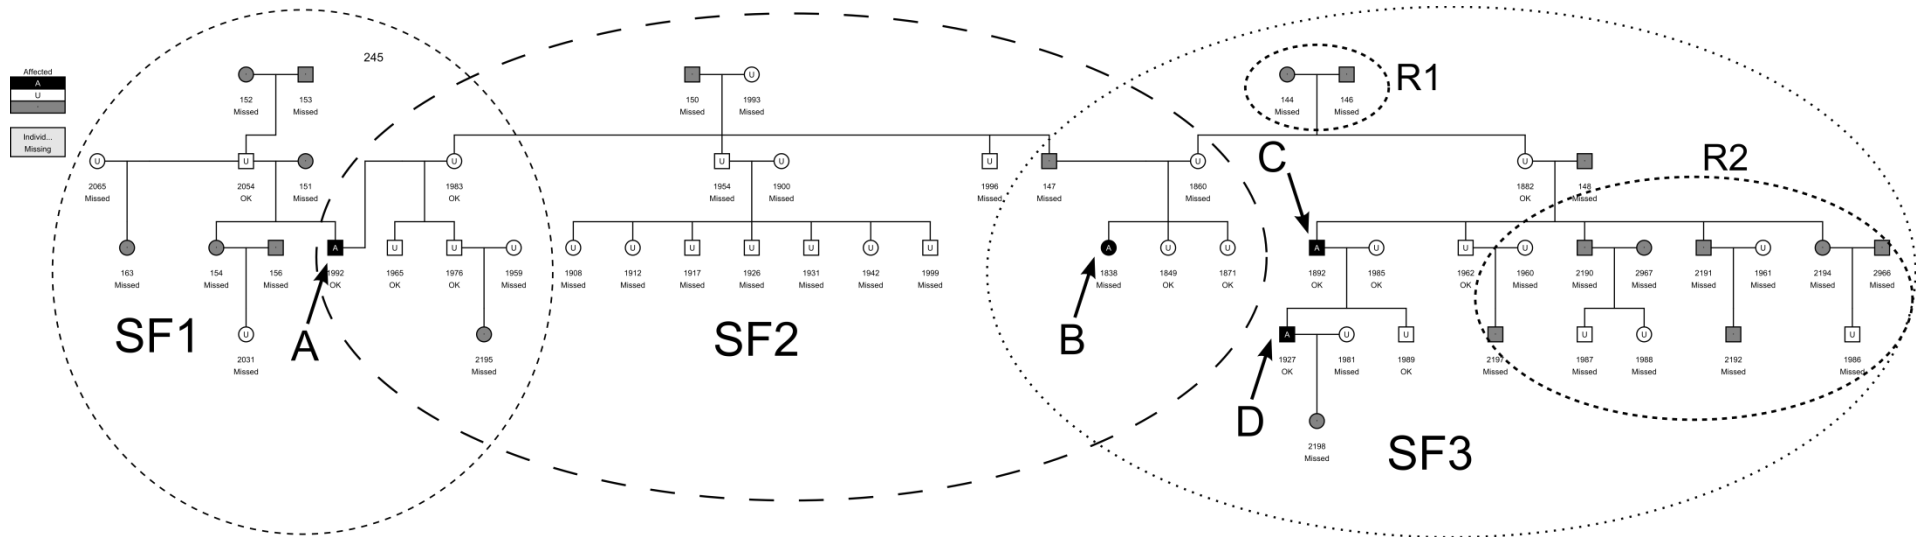 245
Affected
A
U
Individ...
Missing
152 153 150 1993 144 146
Missed Missed Missed Missed Missed Missed
R1
U
U U U U U U U U U
2065 2054 151 1983 1954 1900 1996 147 1860 1882 148
Missed OK Missed OK Missed Missed Missed Missed Missed OK Missed
C
R2
A U U U U U U U U U U U A U U A U U U U
163 154 156 1992 1965 1976 1959 1908 1912 1917 1926 1931 1942 1999 1838 1849 1871 1892 1985 1962 1960 2190 2967 2191 1961 2194 2966
Missed Missed Missed OK OK OK Missed Missed Missed Missed Missed Missed Missed Missed Missed OK OK OK OK OK Missed Missed Missed Missed Missed Missed Missed
SF1 A SF2 B
U A U U U U U
2031 2195 1927 1981 1989 2197 1987 1988 2192 1986
Missed Missed OK Missed OK Missed Missed Missed Missed Missed
D
SF3
2198
Missed